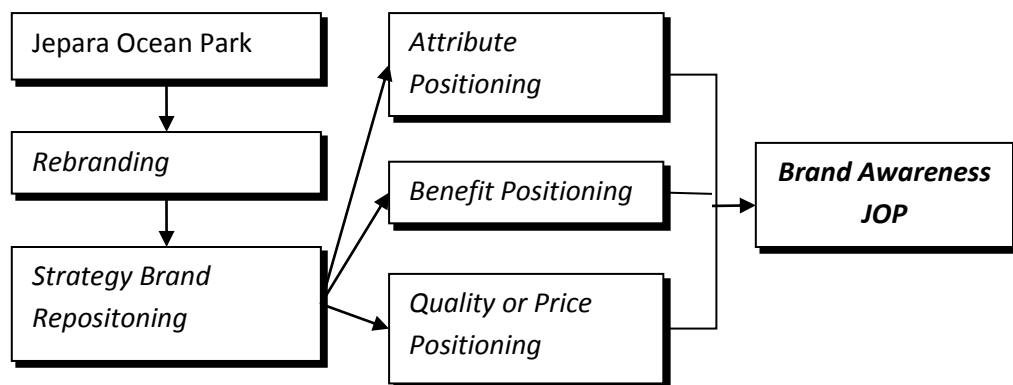 Jepara Ocean Park
Rebranding
Strategy Brand
Repositoning
Attribute
Positioning
Benefit Positioning
Quality or Price
Positioning
Brand Awareness
JOP